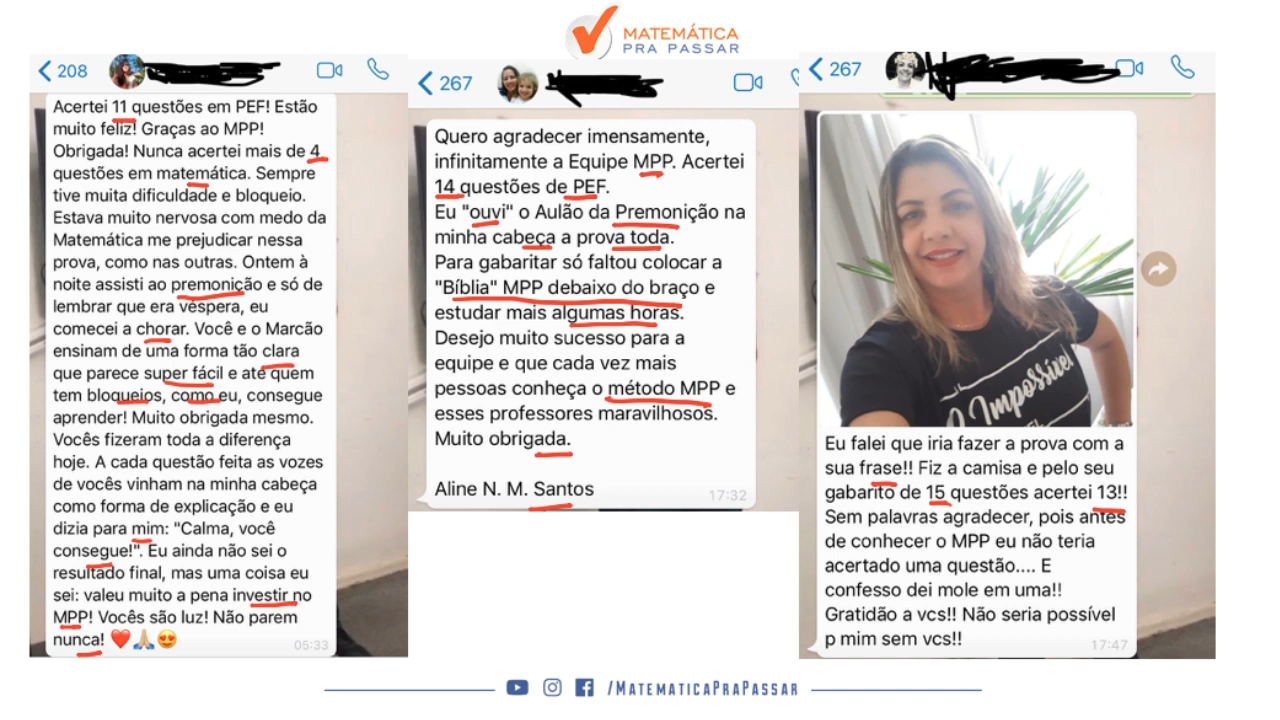 MATEMÁTICA
PRA PASSAR
208
Acertei 11 questões em PEF! Estão
muito feliz! Graças ao MPP!
Obrigada! Nunca acertei mais de 4
questões em matemática. Sempre
tive muita dificuldade e bloqueio.
Estava muito nervosa com medo da
Matemática me prejudicar nessa
prova, como nas outras. Ontem à
noite assisti ao premonição e só de
lembrar que era véspera, eu
comecei a chorar. Você e o Marcão
ensinam de uma forma tão clara
que parece super fácil e até quem
tem bloqueios, como eu, consegue
aprender! Muito obrigada mesmo.
Vocês fizeram toda a diferença
hoje. A cada questão feita as vozes
de vocês vinham na minha cabeça
como forma de explicação e eu
dizia para mim: "Calma, você
consegue!". Eu ainda não sei o
resultado final, mas uma coisa eu
sei: valeu muito a pena investir no
MPP! Vocês são luz! Não parem
nunca! ❤️🙏🏼😍
05:33
267
Quero agradecer imensamente,
infinitamente a Equipe MPP. Acertei
14 questões de PEF.
Eu "ouvi" o Aulão da Premonição na
minha cabeça a prova toda.
Para gabaritar só faltou colocar a
"Bíblia" MPP debaixo do braço e
estudar mais algumas horas.
Desejo muito sucesso para a
equipe e que cada vez mais
pessoas conheça o método MPP e
esses professores maravilhosos.
Muito obrigada.
Aline N. M. Santos
17:32
267
O Impossível
Eu falei que iria fazer a prova com a
sua frase!! Fiz a camisa e pelo seu
gabarito de 15 questões acertei 13!!
Sem palavras agradecer, pois antes
de conhecer o MPP eu não teria
acertado uma questão.... E
confesso dei mole em uma!!
Gratidão a vcs!! Não seria possível
p mim sem vcs!!
17:47
/MATEMATICAPRAPASSAR